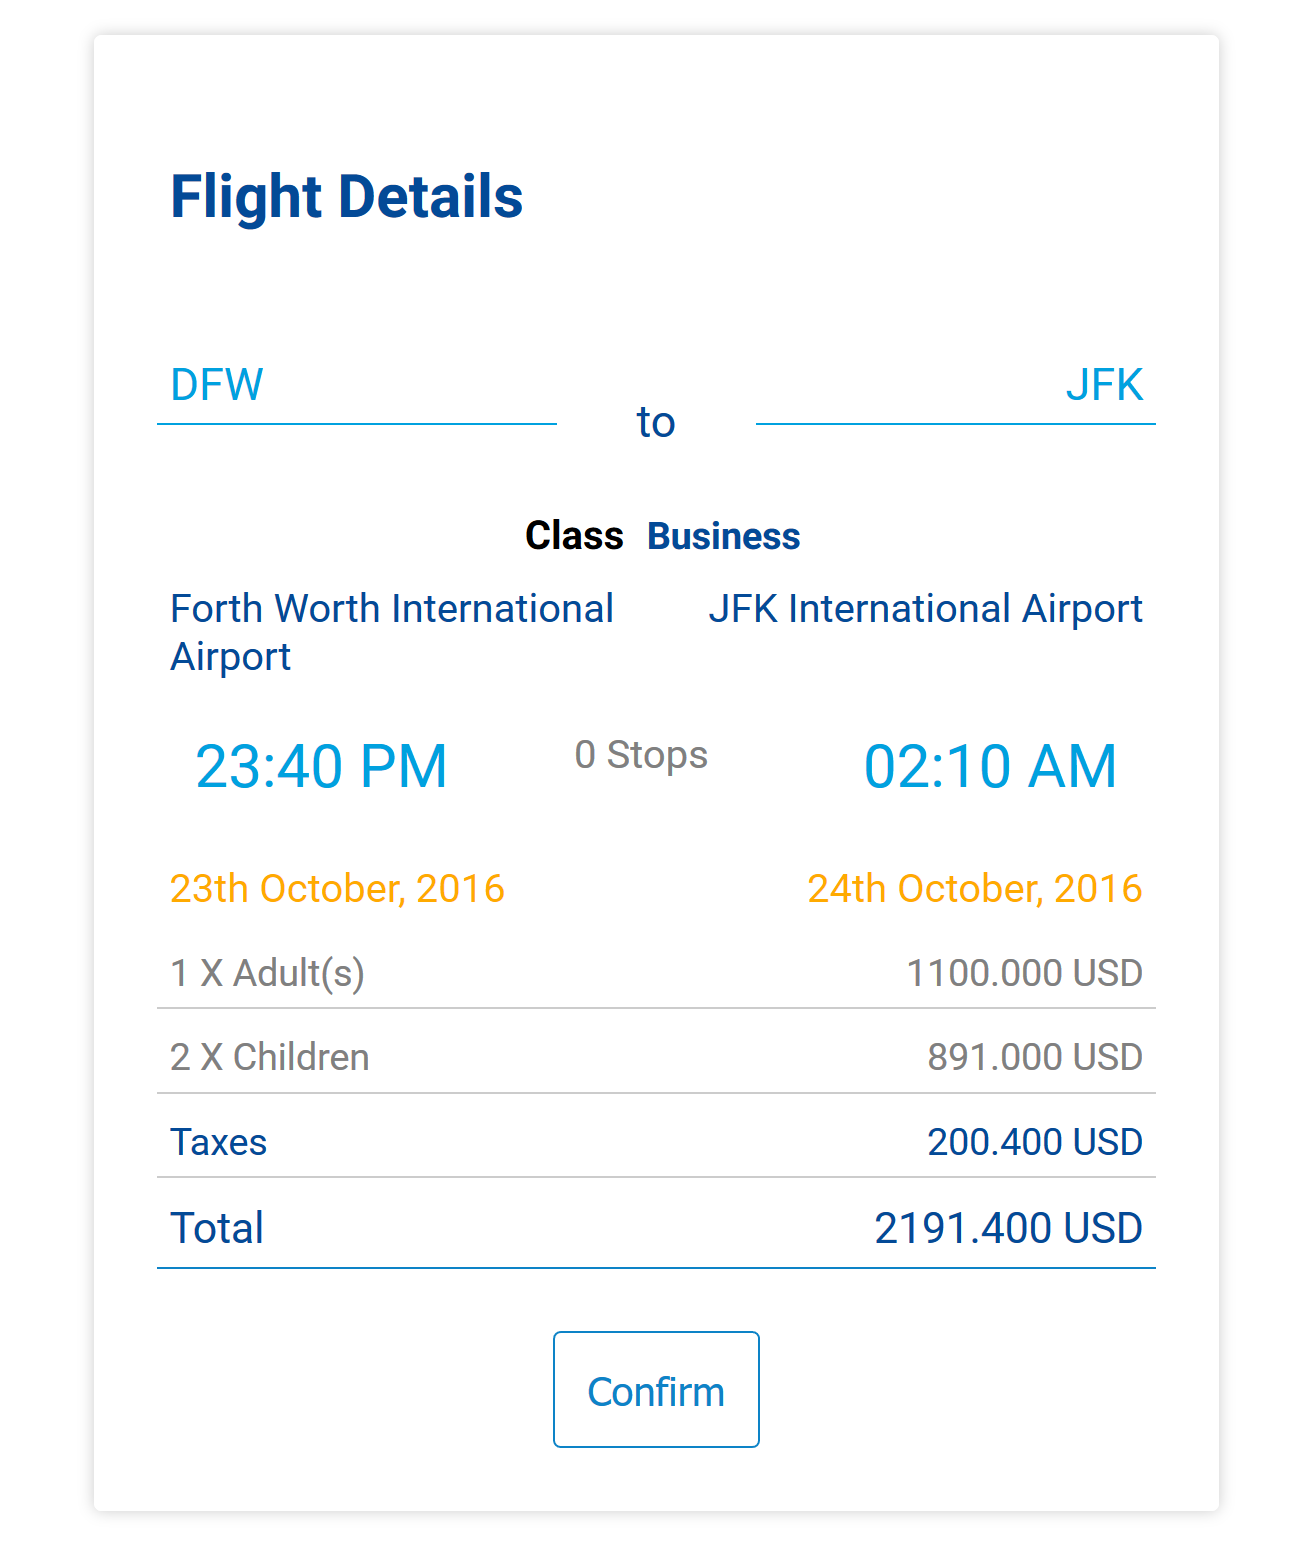 Flight Details
DFW
to
JFK
Class Business
Forth Worth International
Airport
JFK International Airport
23:40 PM
0 Stops
02:10 AM
23th October, 2016
24th October, 2016
1 X Adult(s)
1100.000 USD
2 X Children
891.000 USD
Taxes
200.400 USD
Total
2191.400 USD
Confirm